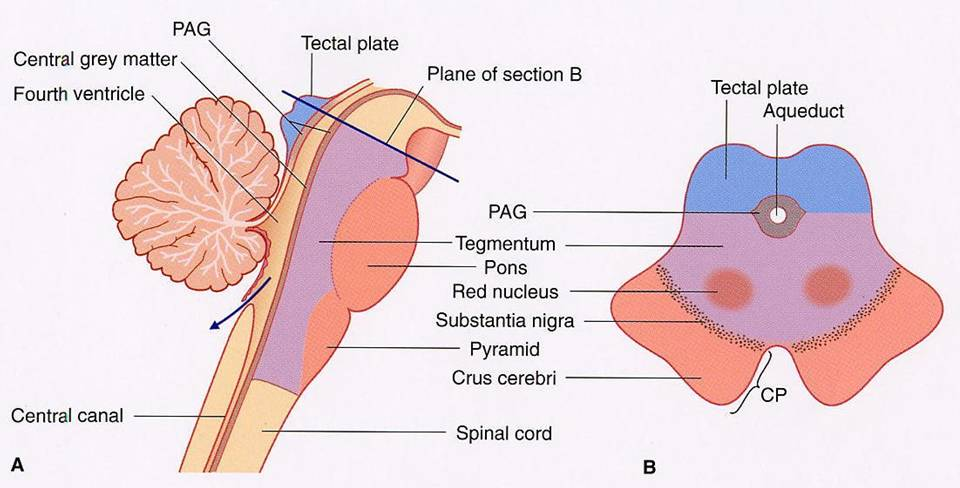 PAG
Tectal plate
Central grey matter
Plane of section B
Fourth ventricle
Tectal plate
Aqueduct
PAG
Tegmentum
Pons
Red nucleus
Substantia nigra
Pyramid
Crus cerebri
CP
Central canal
Spinal cord
A
B